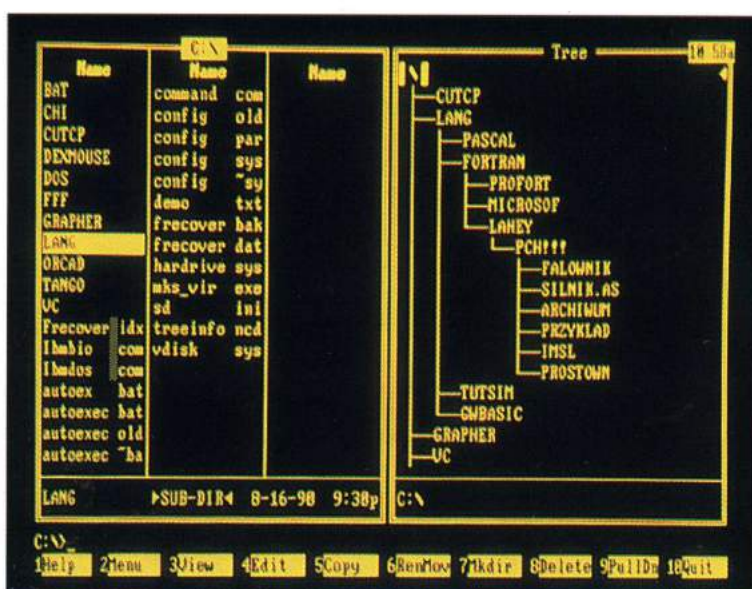 C:\
Name Name Name
BAT command com
CHI config old
CUTCP config par
DEXMOUSE config sys
DOS config ~sy
FFF demo txt
GRAPHER frecover bak
LANG frecover dat
ORCAD hardrive sys
TANGO mks_vir exe
VC sd ini
Frecover idx treeinfo ncd
Ibmbio com vdisk sys
Ibmdos com
autoex bat
autoexec bat
autoexec old
autoexec ~ba
LANG ►SUB-DIR◄ 8-16-90 9:38p
Tree 10 58a
\
CUTCP
LANG
PASCAL
FORTRAN
PROFORT
MICROSOF
LAHEY
PCH!!!
FALOWNIK
SILNIK.AS
ARCHIWUM
PRZYKLAD
IMSL
PROSTOWN
TUTSIM
GWBASIC
GRAPHER
VC
C:\
C:\>_
1Help 2Menu 3View 4Edit 5Copy 6RenMov 7Mkdir 8Delete 9PullDn 10Quit